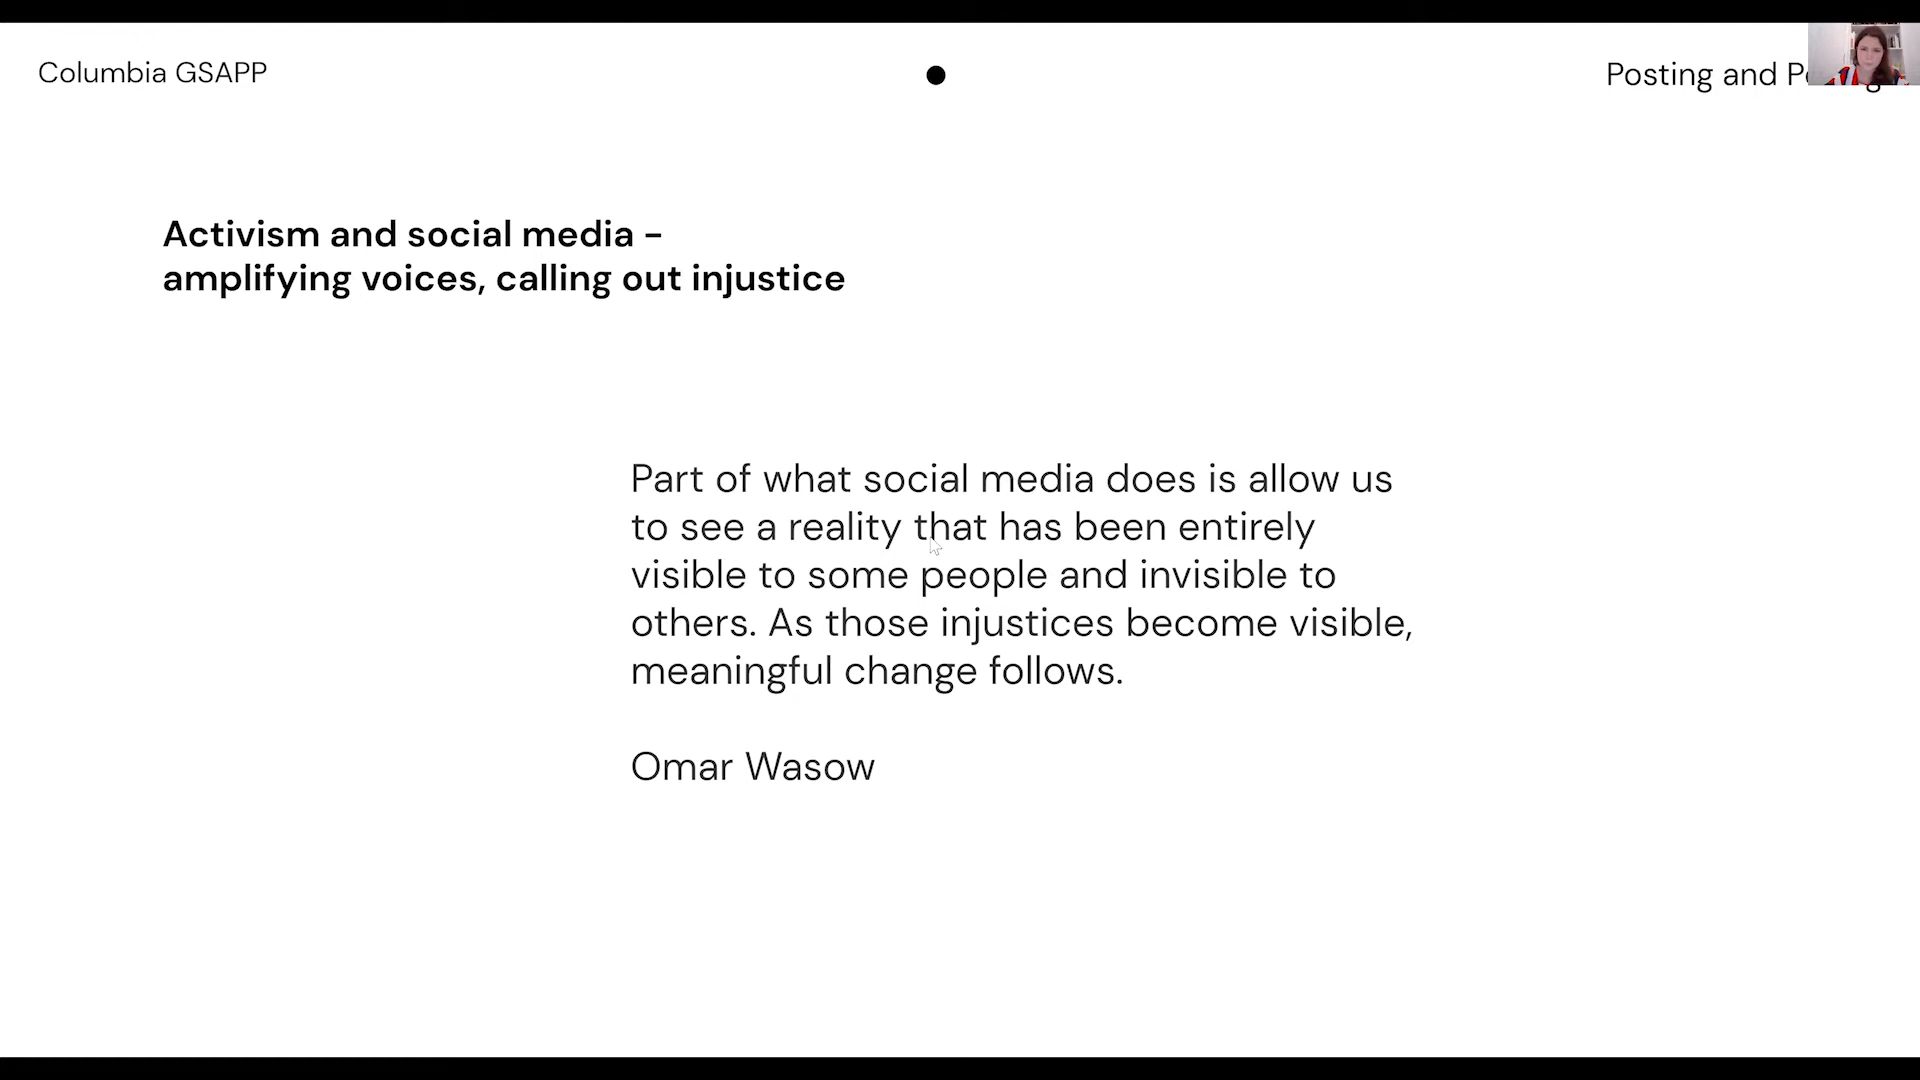 Columbia GSAPP
Posting and
Activism and social media -
amplifying voices, calling out injustice
Part of what social media does is allow us
to see a reality that has been entirely
visible to some people and invisible to
others. As those injustices become visible,
meaningful change follows.
Omar Wasow